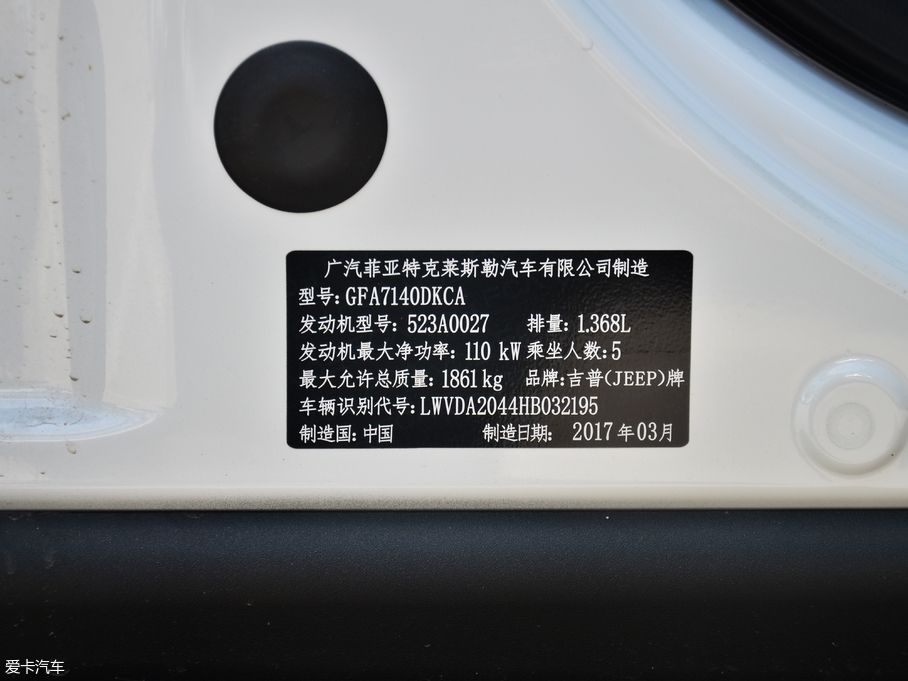 广汽菲亚特克莱斯勒汽车有限公司制造
型号: GFA7140DKCA
发动机型号: 523A0027 排量: 1.368L
发动机最大净功率: 110 kW 乘坐人数: 5
最大允许总质量: 1861 kg 品牌: 吉普(JEEP)牌
车辆识别代号: LWVDA2044HB032195
制造国: 中国 制造日期: 2017 年 03月
爱卡汽车